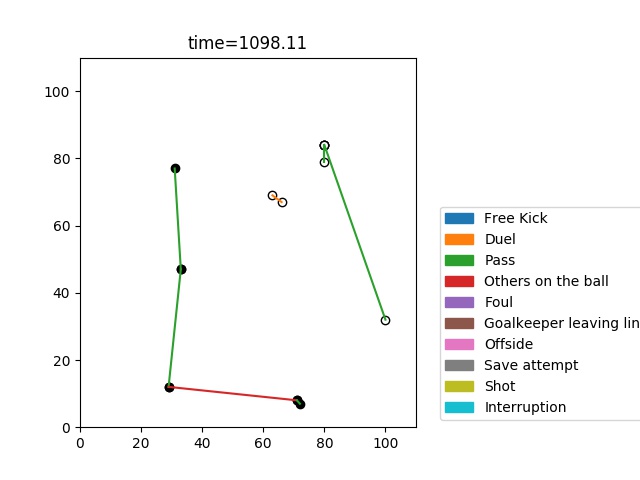 time=1098.11
100
80
60
40
20
0
0 20 40 60 80 100
Free Kick
Duel
Pass
Others on the ball
Foul
Goalkeeper leaving lin
Offside
Save attempt
Shot
Interruption